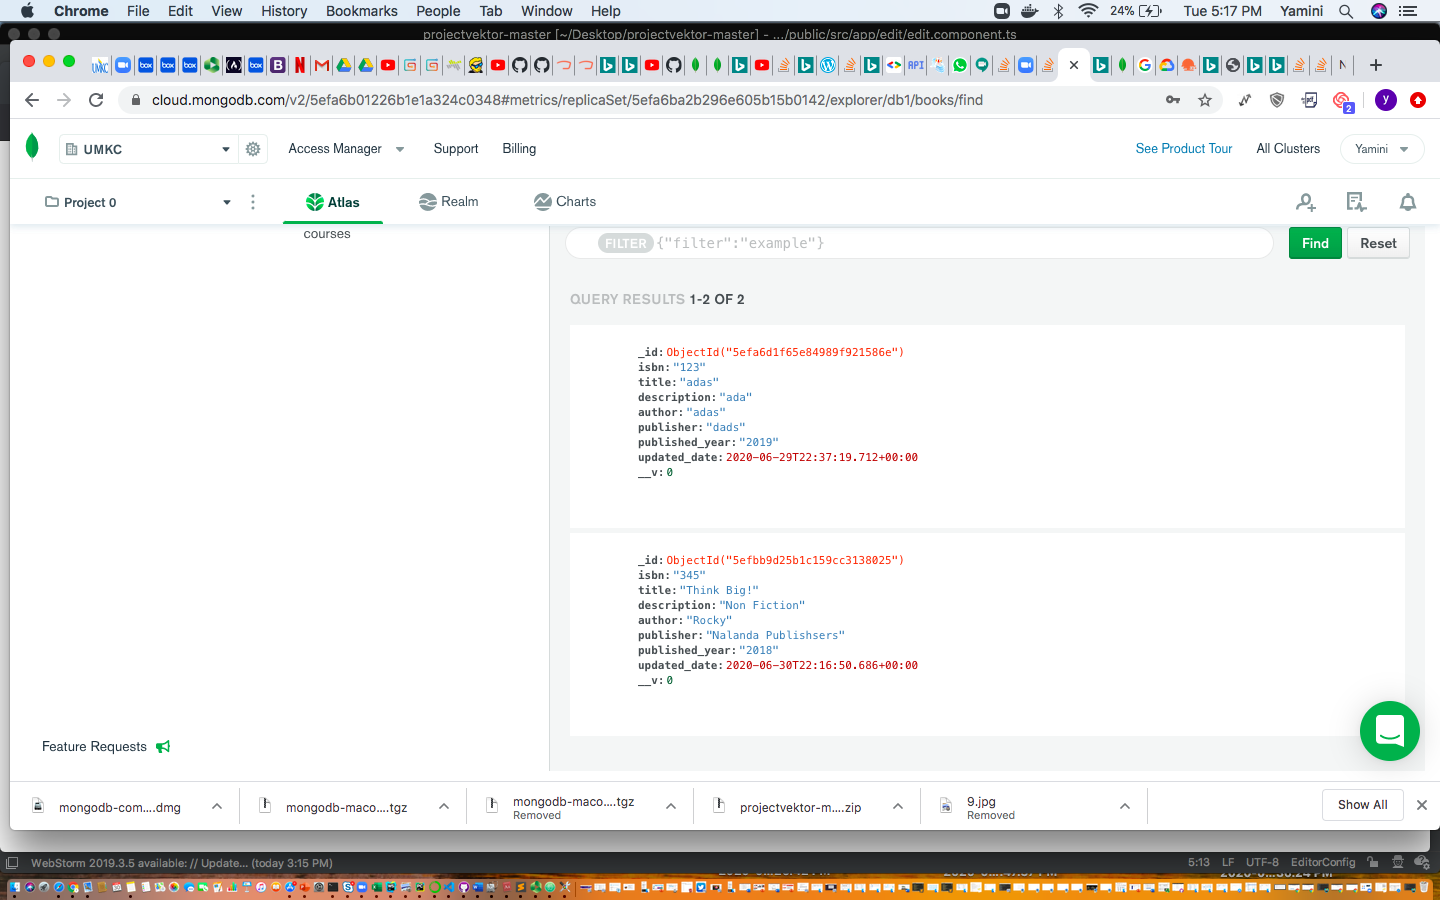 Chrome File Edit View History Bookmarks People Tab Window Help 24% Tue 5:17 PM Yamini
projectvektor-master [~/Desktop/projectvektor-master] - .../public/src/app/edit/edit.component.ts
cloud.mongodb.com/v2/5efa6b01226b1e1a324c0348#metrics/replicaSet/5efa6ba2b296e605b15b0142/explorer/db1/books/find
UMKC Access Manager Support Billing See Product Tour All Clusters Yamini
Project 0 Atlas Realm Charts
courses
FILTER {"filter":"example"} Find Reset
QUERY RESULTS 1-2 OF 2
_id: ObjectId("5efa6d1f65e84989f921586e")
isbn: "123"
title: "adas"
description: "ada"
author: "adas"
publisher: "dads"
published_year: "2019"
updated_date: 2020-06-29T22:37:19.712+00:00
__v: 0
_id: ObjectId("5efbb9d25b1c159cc3138025")
isbn: "345"
title: "Think Big!"
description: "Non Fiction"
author: "Rocky"
publisher: "Nalanda Publishsers"
published_year: "2018"
updated_date: 2020-06-30T22:16:50.686+00:00
__v: 0
Feature Requests
mongodb-com....dmg
mongodb-maco....tgz
mongodb-maco....tgz
Removed
projectvektor-m....zip
9.jpg
Removed
Show All
WebStorm 2019.3.5 available: // Update... (today 3:15 PM) 5:13 LF UTF-8 EditorConfig